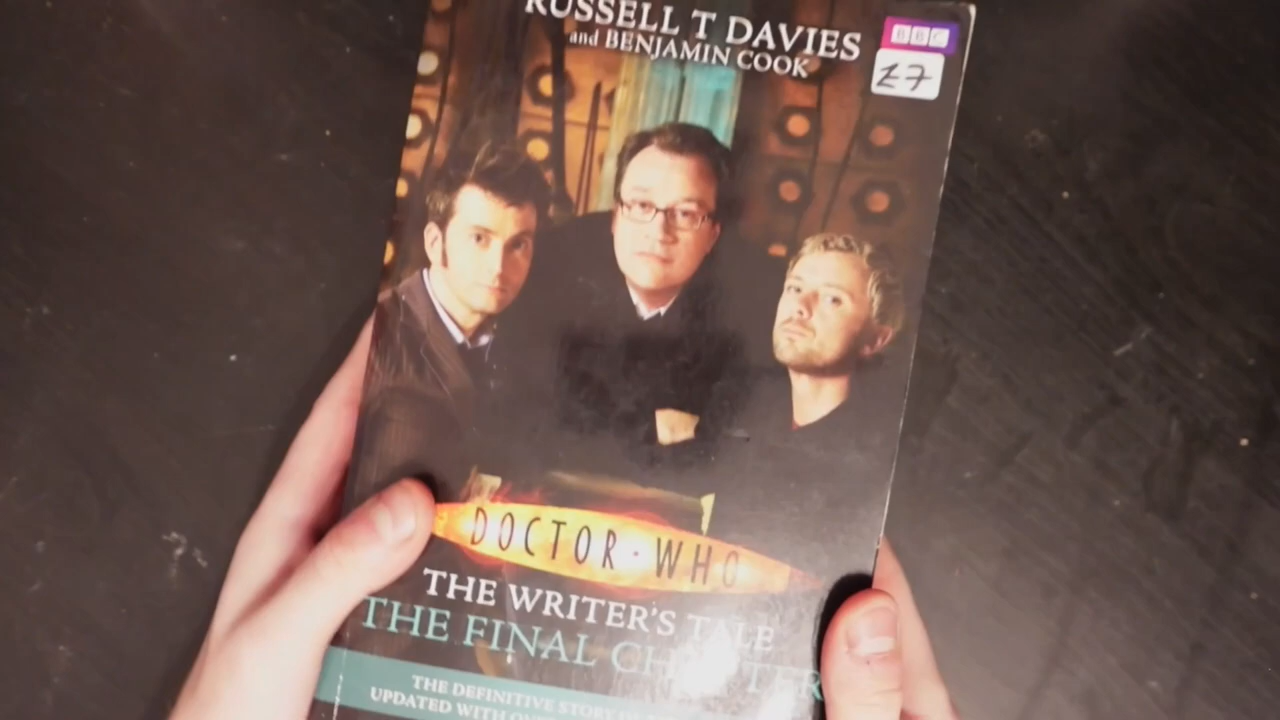 RUSSELL T DAVIES
and BENJAMIN COOK
BBC
£7
DOCTOR · WHO
THE WRITER'S TALE
THE FINAL CHAPTER
THE DEFINITIVE STORY
UPDATED WITH